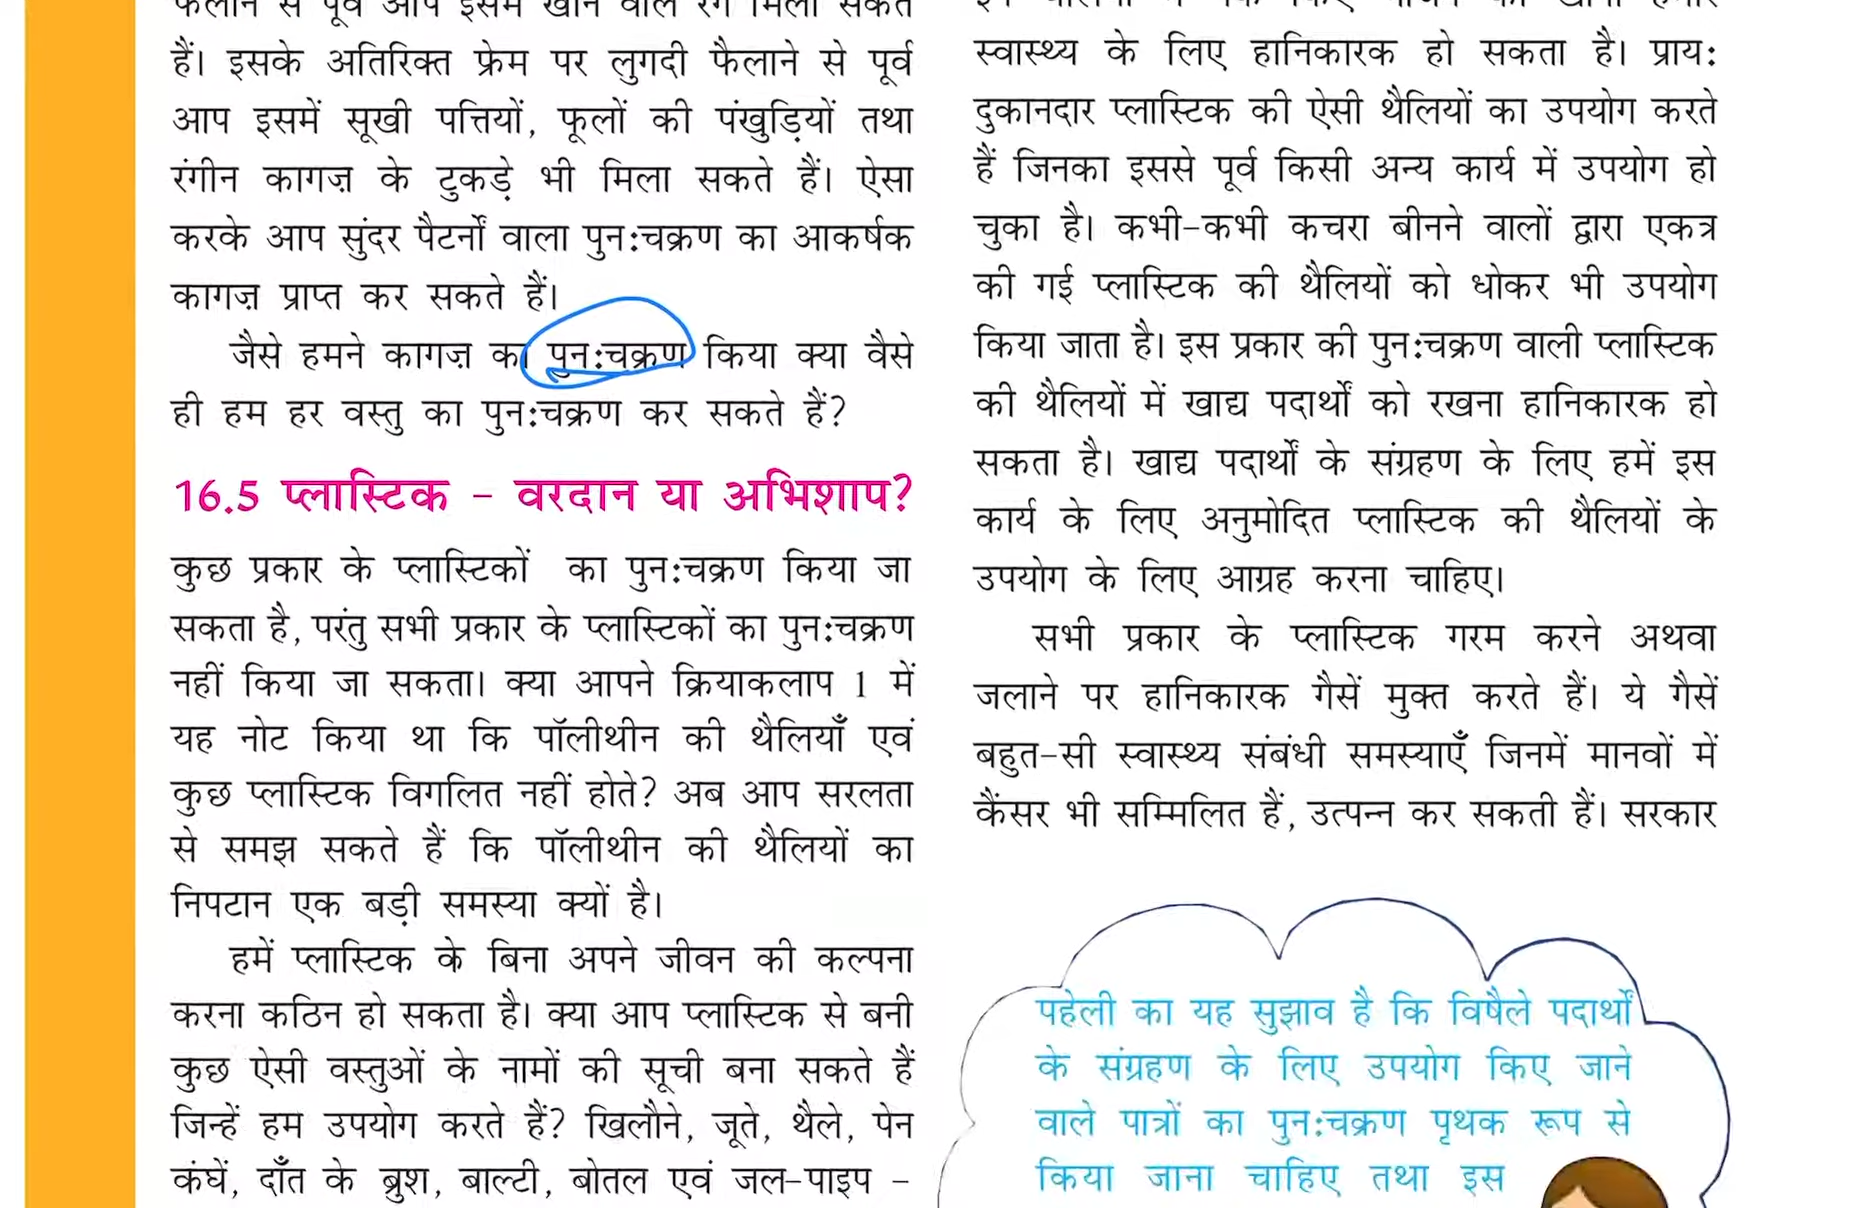 हैं। इसके अतिरिक्त फ्रेम पर लुगदी फैलाने से पूर्व
आप इसमें सूखी पत्तियों, फूलों की पंखुड़ियों तथा
रंगीन कागज़ के टुकड़े भी मिला सकते हैं। ऐसा
करके आप सुंदर पैटर्नों वाला पुन:चक्रण का आकर्षक
कागज़ प्राप्त कर सकते हैं।
जैसे हमने कागज़ का पुन:चक्रण किया क्या वैसे
ही हम हर वस्तु का पुन:चक्रण कर सकते हैं?
16.5 प्लास्टिक – वरदान या अभिशाप?
कुछ प्रकार के प्लास्टिकों का पुन:चक्रण किया जा
सकता है, परंतु सभी प्रकार के प्लास्टिकों का पुन:चक्रण
नहीं किया जा सकता। क्या आपने क्रियाकलाप 1 में
यह नोट किया था कि पॉलीथीन की थैलियाँ एवं
कुछ प्लास्टिक विगलित नहीं होते? अब आप सरलता
से समझ सकते हैं कि पॉलीथीन की थैलियों का
निपटान एक बड़ी समस्या क्यों है।
हमें प्लास्टिक के बिना अपने जीवन की कल्पना
करना कठिन हो सकता है। क्या आप प्लास्टिक से बनी
कुछ ऐसी वस्तुओं के नामों की सूची बना सकते हैं
जिन्हें हम उपयोग करते हैं? खिलौने, जूते, थैले, पेन
कंघें, दाँत के ब्रुश, बाल्टी, बोतल एवं जल-पाइप –
स्वास्थ्य के लिए हानिकारक हो सकता है। प्राय:
दुकानदार प्लास्टिक की ऐसी थैलियों का उपयोग करते
हैं जिनका इससे पूर्व किसी अन्य कार्य में उपयोग हो
चुका है। कभी-कभी कचरा बीनने वालों द्वारा एकत्र
की गई प्लास्टिक की थैलियों को धोकर भी उपयोग
किया जाता है। इस प्रकार की पुन:चक्रण वाली प्लास्टिक
की थैलियों में खाद्य पदार्थों को रखना हानिकारक हो
सकता है। खाद्य पदार्थों के संग्रहण के लिए हमें इस
कार्य के लिए अनुमोदित प्लास्टिक की थैलियों के
उपयोग के लिए आग्रह करना चाहिए।
सभी प्रकार के प्लास्टिक गरम करने अथवा
जलाने पर हानिकारक गैसें मुक्त करते हैं। ये गैसें
बहुत-सी स्वास्थ्य संबंधी समस्याएँ जिनमें मानवों में
कैंसर भी सम्मिलित हैं, उत्पन्न कर सकती हैं। सरकार
पहेली का यह सुझाव है कि विषैले पदार्थों
के संग्रहण के लिए उपयोग किए जाने
वाले पात्रों का पुन:चक्रण पृथक रूप से
किया जाना चाहिए तथा इस